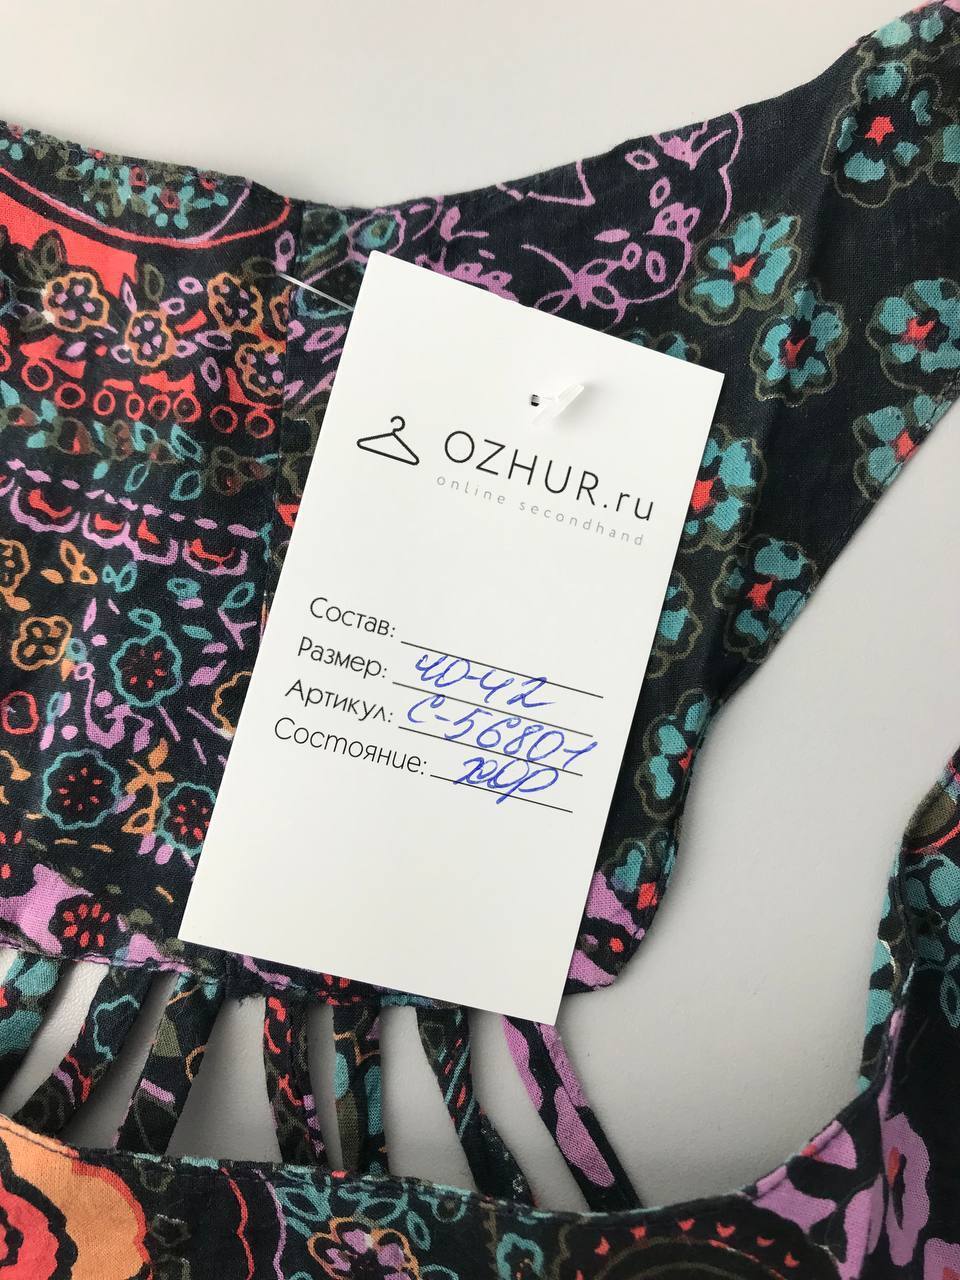 OZHUR.ru
online secondhand
Состав:
Размер: 40-42
Артикул: С-56801
Состояние: хор